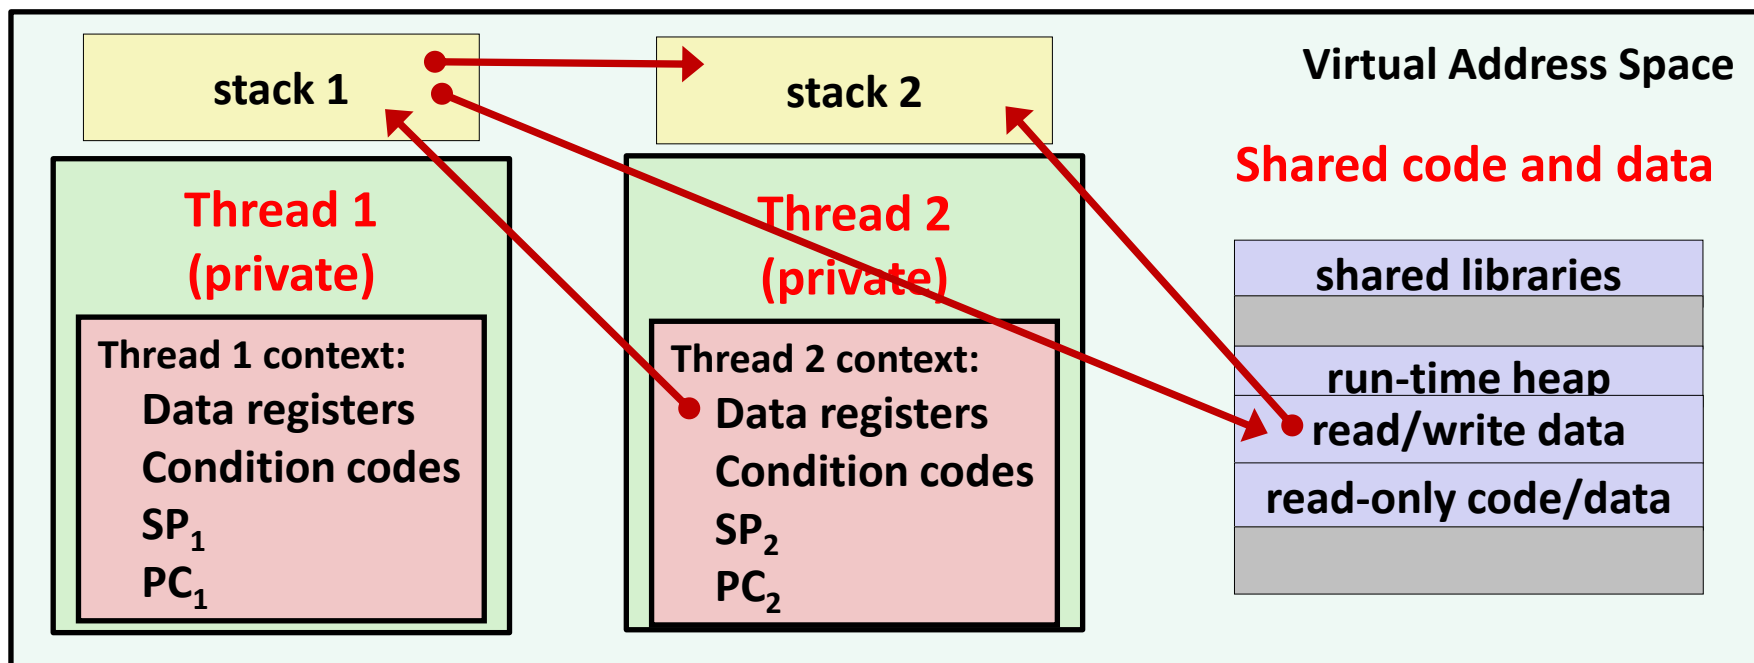 stack 1
stack 2
Virtual Address Space
Shared code and data
Thread 1
(private)
Thread 1 context:
Data registers
Condition codes
SP₁
PC₁
Thread 2
(private)
Thread 2 context:
Data registers
Condition codes
SP₂
PC₂
shared libraries
run-time heap
read/write data
read-only code/data